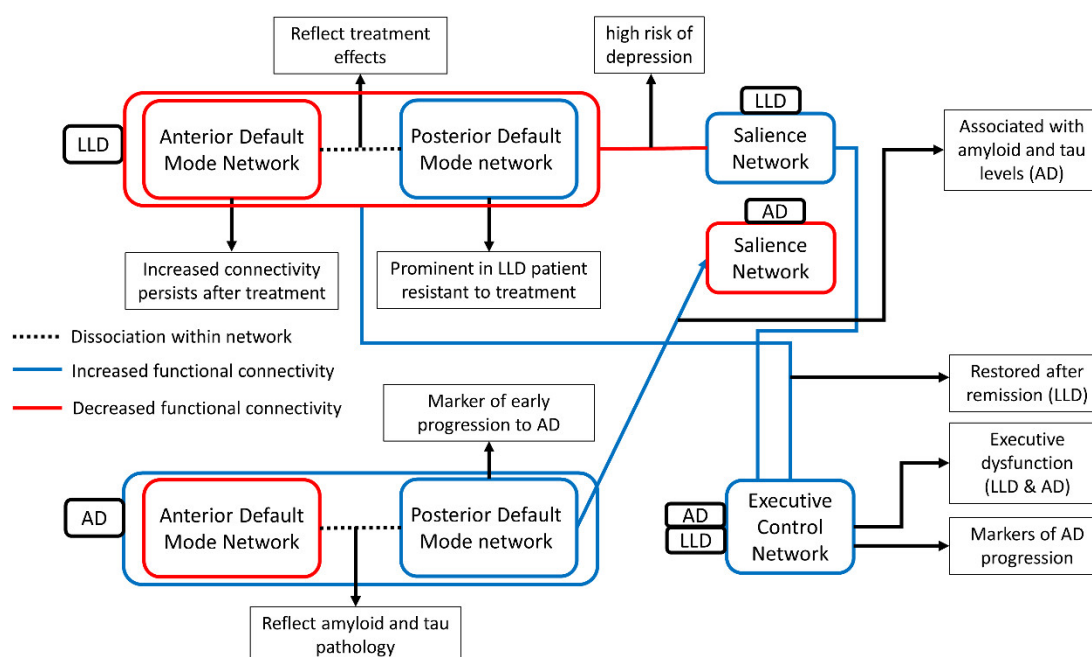 Reflect treatment
effects
high risk of
depression
LLD
Anterior Default
Mode Network
Posterior Default
Mode network
LLD
Salience
Network
Associated with
amyloid and tau
levels (AD)
AD
Salience
Network
Increased connectivity
persists after treatment
Prominent in LLD patient
resistant to treatment
Dissociation within network
Increased functional connectivity
Decreased functional connectivity
Marker of early
progression to AD
Restored after
remission (LLD)
AD
Anterior Default
Mode Network
Posterior Default
Mode network
AD
LLD
Executive
Control
Network
Executive
dysfunction
(LLD & AD)
Markers of AD
progression
Reflect amyloid and tau
pathology